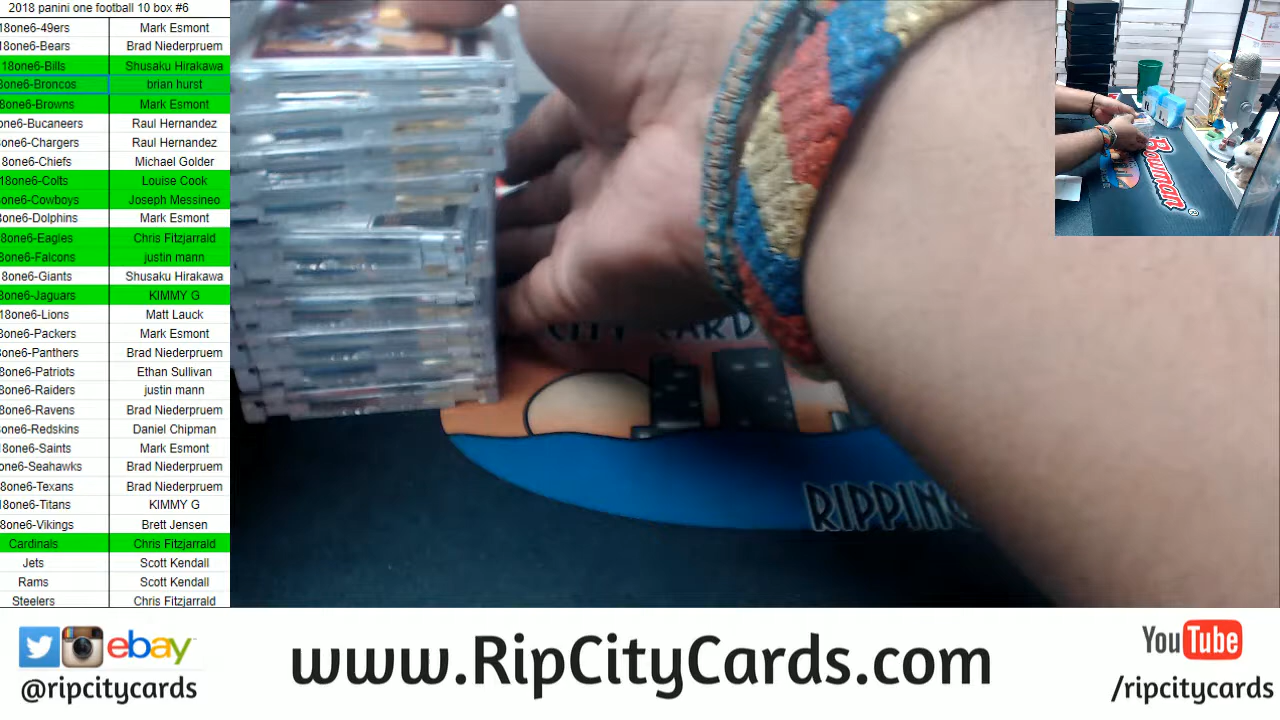 2018 panini one football 10 box #6
18one6-49ers Mark Esmont
18one6-Bears Brad Niederpruem
18one6-Bills Shusaku Hirakawa
8one6-Broncos brian hurst
8one6-Browns Mark Esmont
one6-Bucaneers Raul Hernandez
one6-Chargers Raul Hernandez
8one6-Chiefs Michael Golder
18one6-Colts Louise Cook
one6-Cowboys Joseph Messineo
one6-Dolphins Mark Esmont
8one6-Eagles Chris Fitzjarrald
8one6-Falcons justin mann
8one6-Giants Shusaku Hirakawa
8one6-Jaguars KIMMY G
18one6-Lions Matt Lauck
8one6-Packers Mark Esmont
8one6-Panthers Brad Niederpruem
8one6-Patriots Ethan Sullivan
8one6-Raiders justin mann
8one6-Ravens Brad Niederpruem
one6-Redskins Daniel Chipman
8one6-Saints Mark Esmont
one6-Seahawks Brad Niederpruem
8one6-Texans Brad Niederpruem
18one6-Titans KIMMY G
8one6-Vikings Brett Jensen
Cardinals Chris Fitzjarrald
Jets Scott Kendall
Rams Scott Kendall
Steelers Chris Fitzjarrald
CITY CARD
RIPPING
Bowman
ebay
@ripcitycards
www.RipCityCards.com
YouTube
/ripcitycards